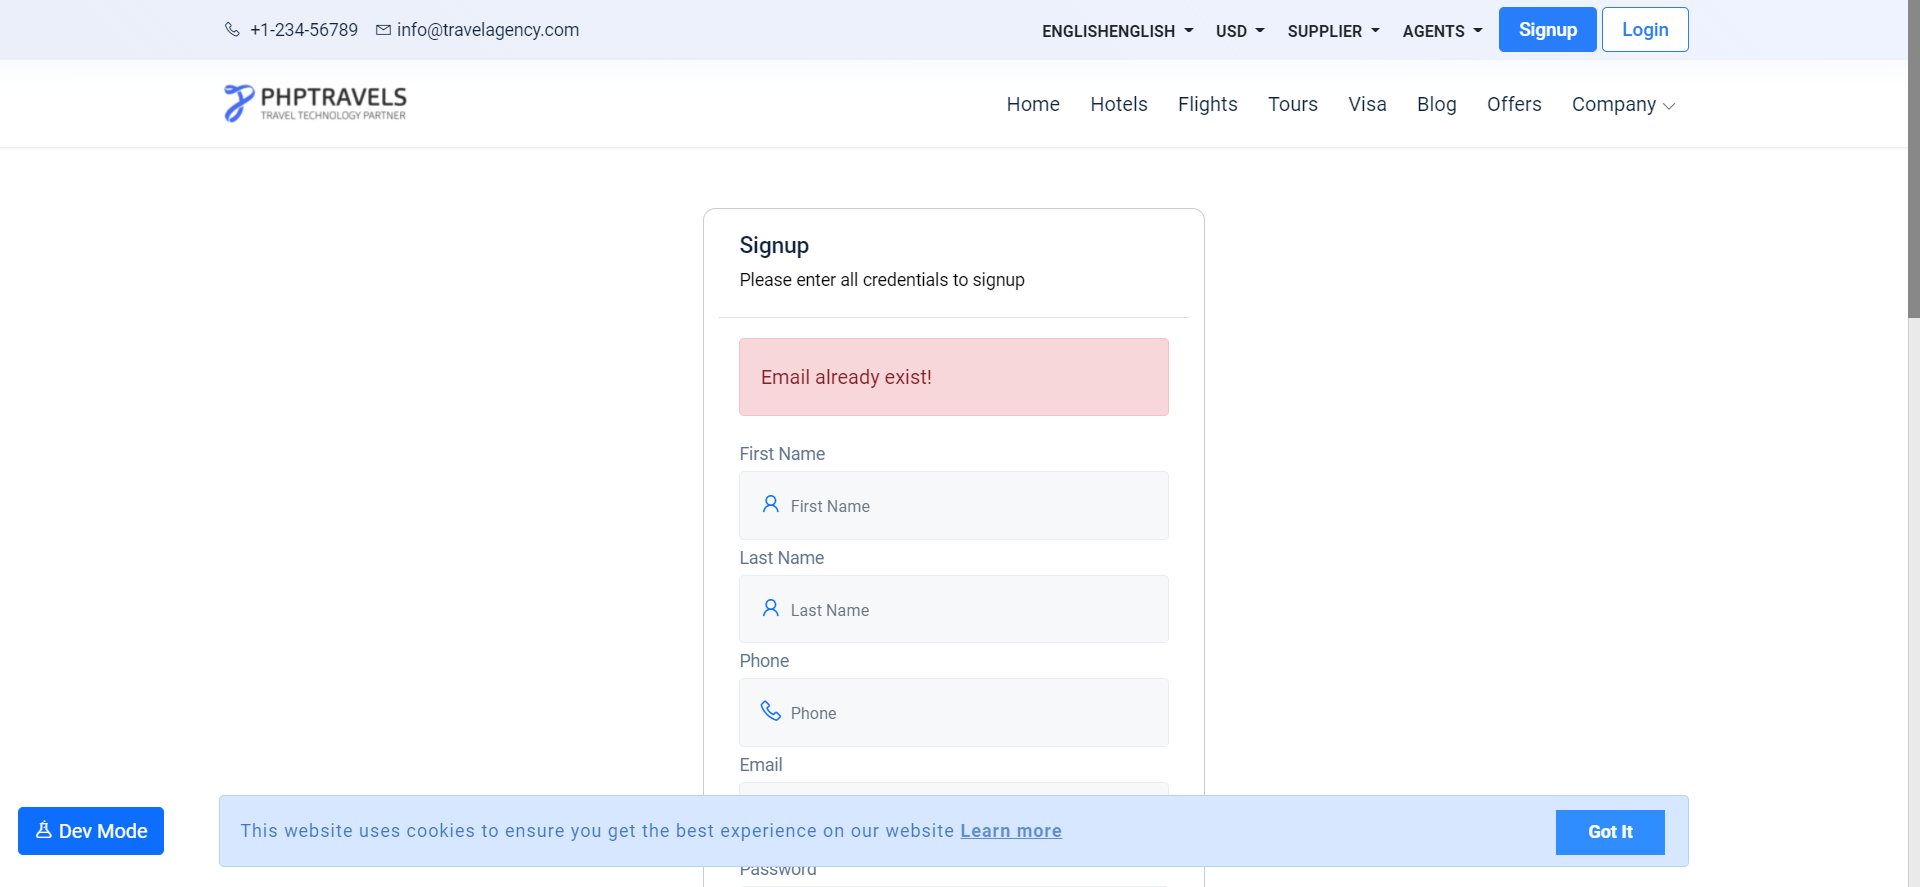 +1-234-56789 info@travelagency.com ENGLISHENGLISH USD SUPPLIER AGENTS Signup Login
PHPTRAVELS
TRAVEL TECHNOLOGY PARTNER
Home Hotels Flights Tours Visa Blog Offers Company
Signup
Please enter all credentials to signup
Email already exist!
First Name
First Name
Last Name
Last Name
Phone
Phone
Email
Dev Mode
This website uses cookies to ensure you get the best experience on our website Learn more
Got It
Password